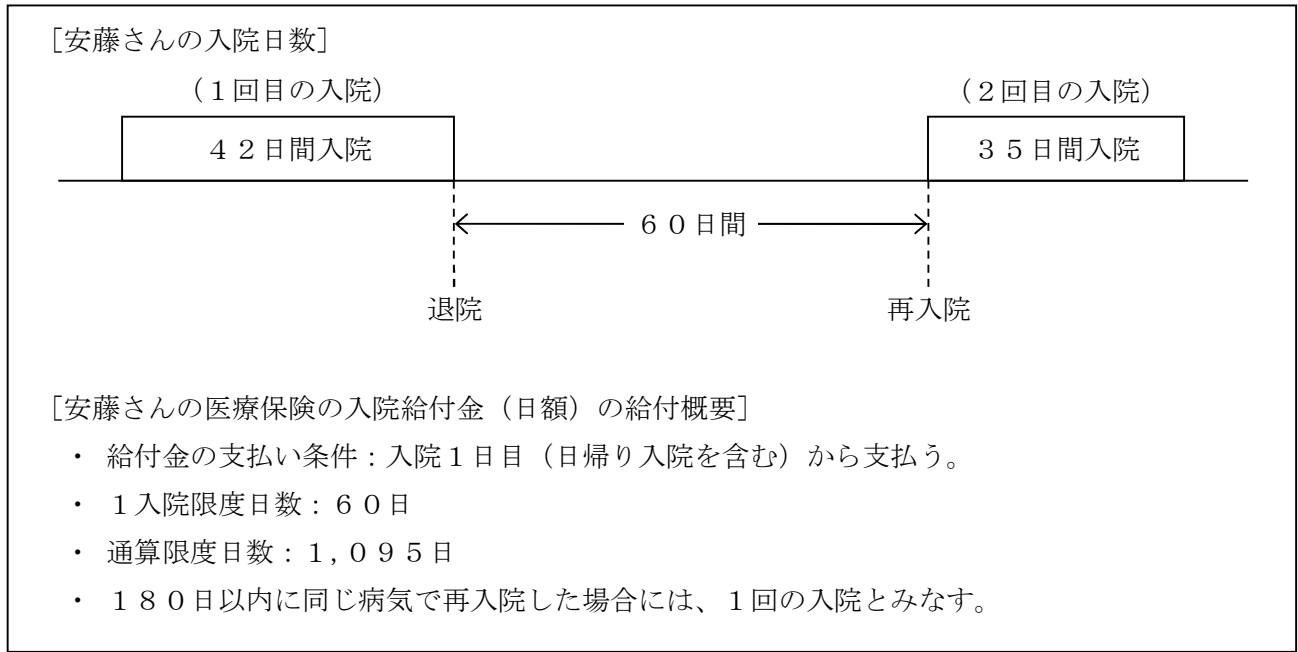 ［安藤さんの入院日数］
（１回目の入院）　（２回目の入院）
４２日間入院　３５日間入院
６０日間
退院　再入院
［安藤さんの医療保険の入院給付金（日額）の給付概要］
・ 給付金の支払い条件：入院１日目（日帰り入院を含む）から支払う。
・ １入院限度日数：６０日
・ 通算限度日数：１,０９５日
・ １８０日以内に同じ病気で再入院した場合には、１回の入院とみなす。